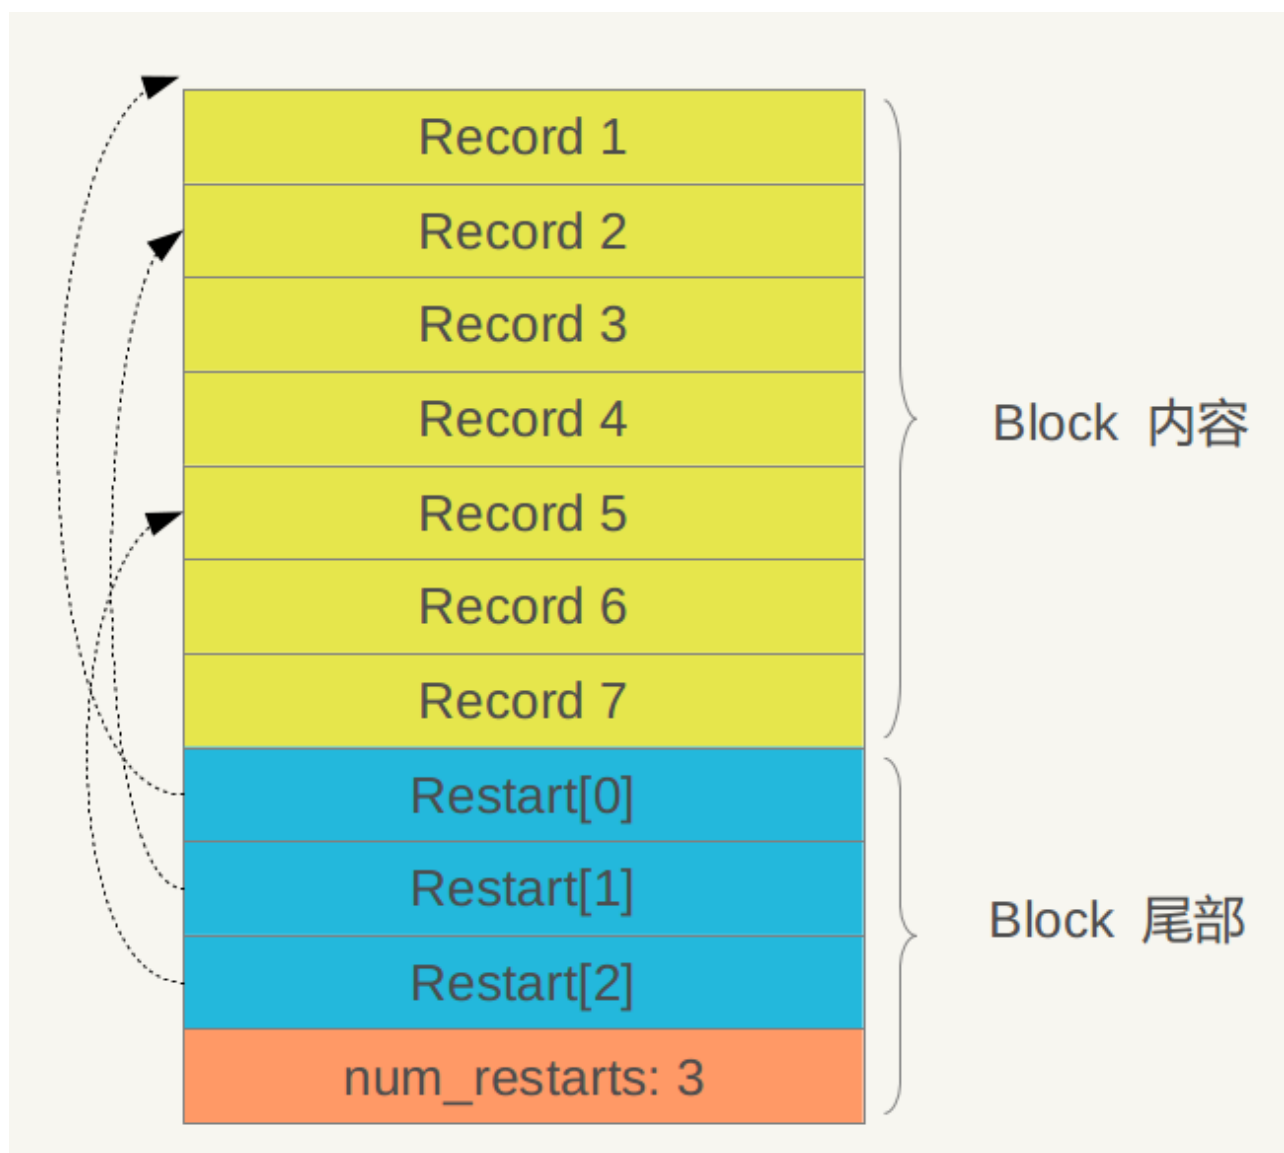 Record 1
Record 2
Record 3
Record 4
Record 5
Record 6
Record 7
Block 内容
Restart[0]
Restart[1]
Restart[2]
num_restarts: 3
Block 尾部